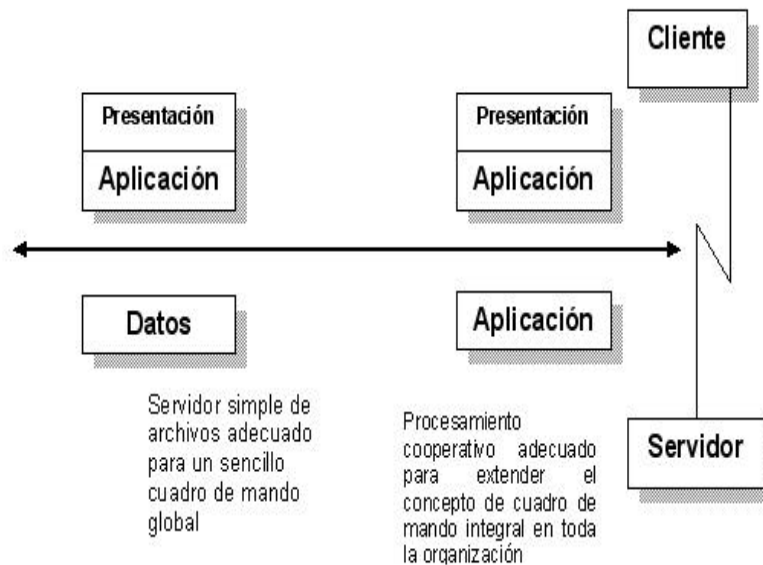 Cliente
Presentación
Aplicación
Presentación
Aplicación
Datos
Aplicación
Servidor simple de
archivos adecuado
para un sencillo
cuadro de mando
global
Procesamiento
cooperativo adecuado
para extender el
concepto de cuadro de
mando integral en toda
la organización
Servidor